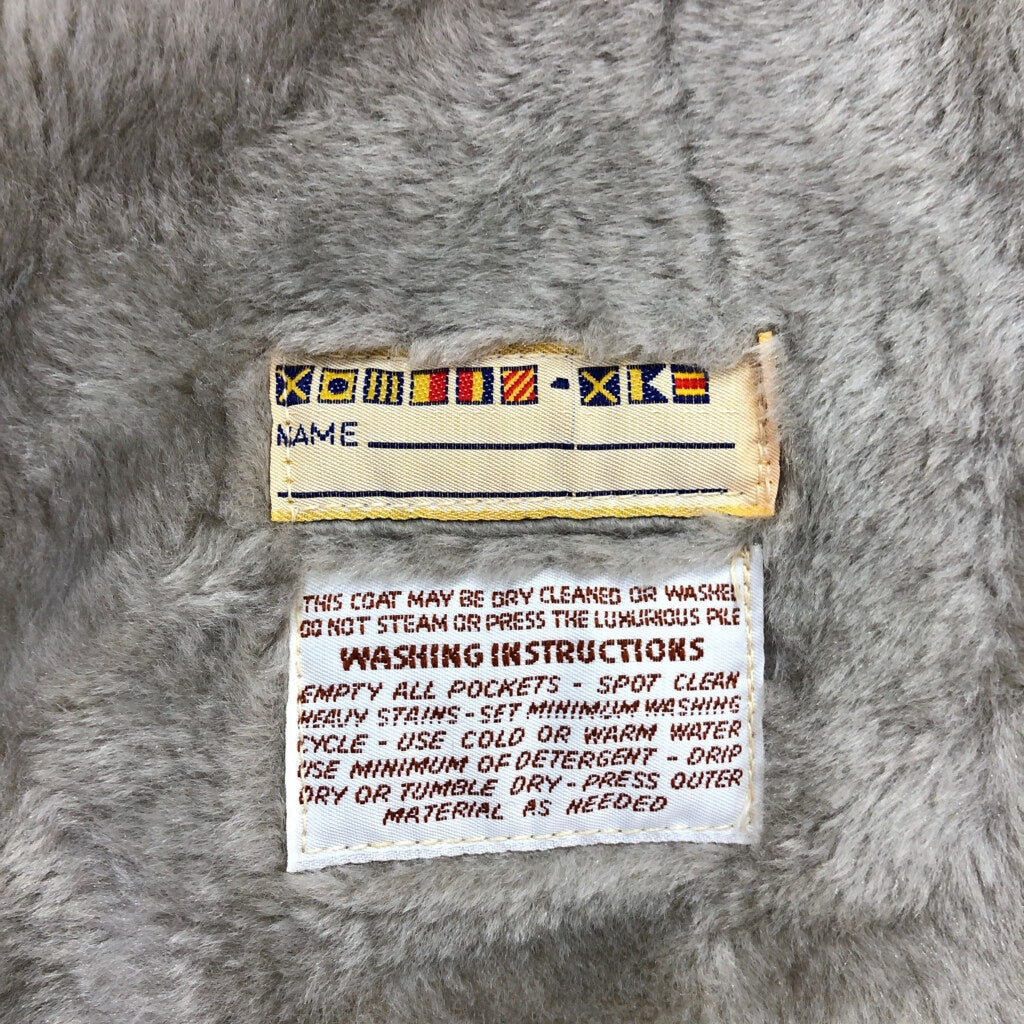 NAME
THIS COAT MAY BE DRY CLEANED OR WASHED
DO NOT STEAM OR PRESS THE LUXURIOUS PILE
WASHING INSTRUCTIONS
EMPTY ALL POCKETS - SPOT CLEAN
HEAVY STAINS - SET MINIMUM WASHING
CYCLE - USE COLD OR WARM WATER
USE MINIMUM OF DETERGENT - DRIP
DRY OR TUMBLE DRY - PRESS OUTER
MATERIAL AS NEEDED